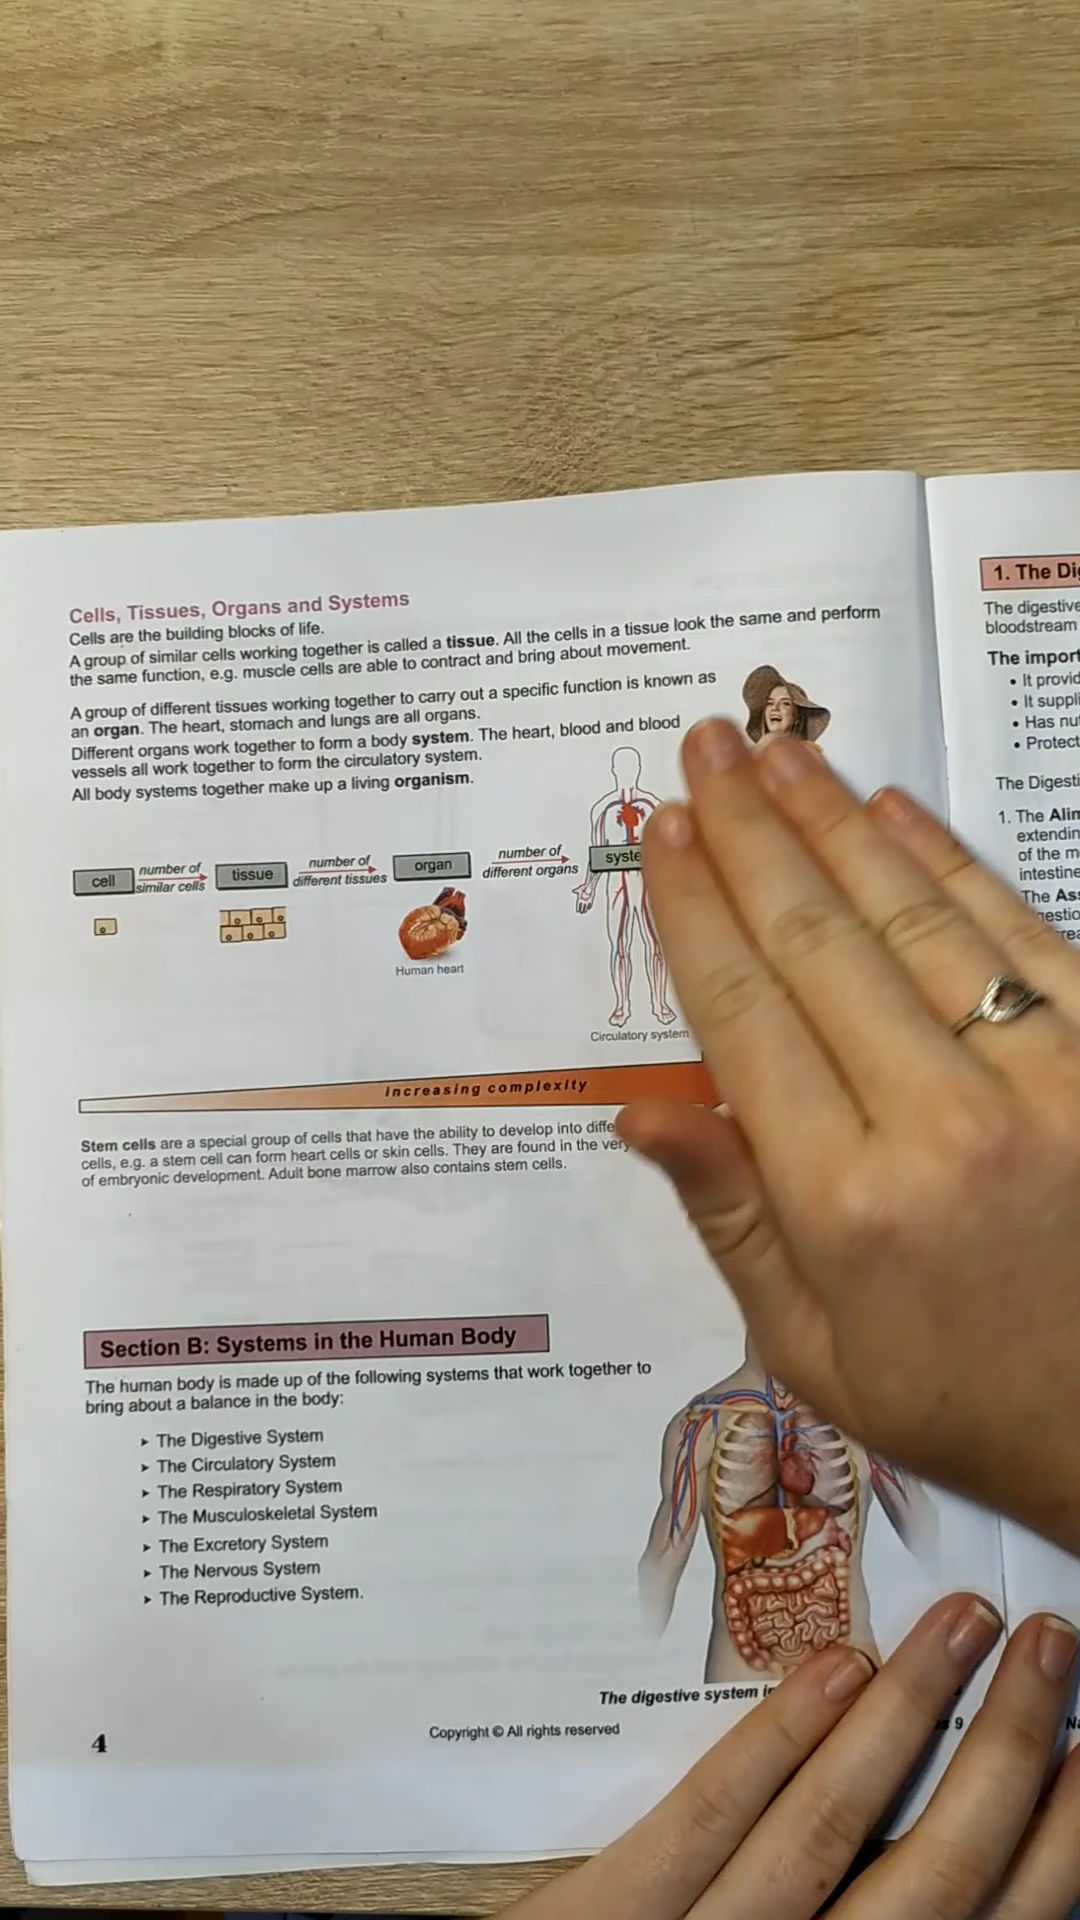 Cells, Tissues, Organs and Systems
Cells are the building blocks of life.
A group of similar cells working together is called a tissue. All the cells in a tissue look the same and perform
the same function, e.g. muscle cells are able to contract and bring about movement.
A group of different tissues working together to carry out a specific function is known as
an organ. The heart, stomach and lungs are all organs.
Different organs work together to form a body system. The heart, blood and blood
vessels all work together to form the circulatory system.
All body systems together make up a living organism.
cell
number of
similar cells
tissue
number of
different tissues
organ
number of
different organs
syste
Human heart
Circulatory system
increasing complexity
Stem cells are a special group of cells that have the ability to develop into diffe
cells, e.g. a stem cell can form heart cells or skin cells. They are found in the very
of embryonic development. Adult bone marrow also contains stem cells.
Section B: Systems in the Human Body
The human body is made up of the following systems that work together to
bring about a balance in the body:
➤ The Digestive System
➤ The Circulatory System
➤ The Respiratory System
➤ The Musculoskeletal System
➤ The Excretory System
➤ The Nervous System
➤ The Reproductive System.
The digestive system
4
Copyright © All rights reserved
9
1. The Di
The digestive
bloodstream
The import
• It provid
• It suppli
• Has nu
• Protect
The Digesti
1. The Alim
extendin
of the m
intestine
The Ass
gestio